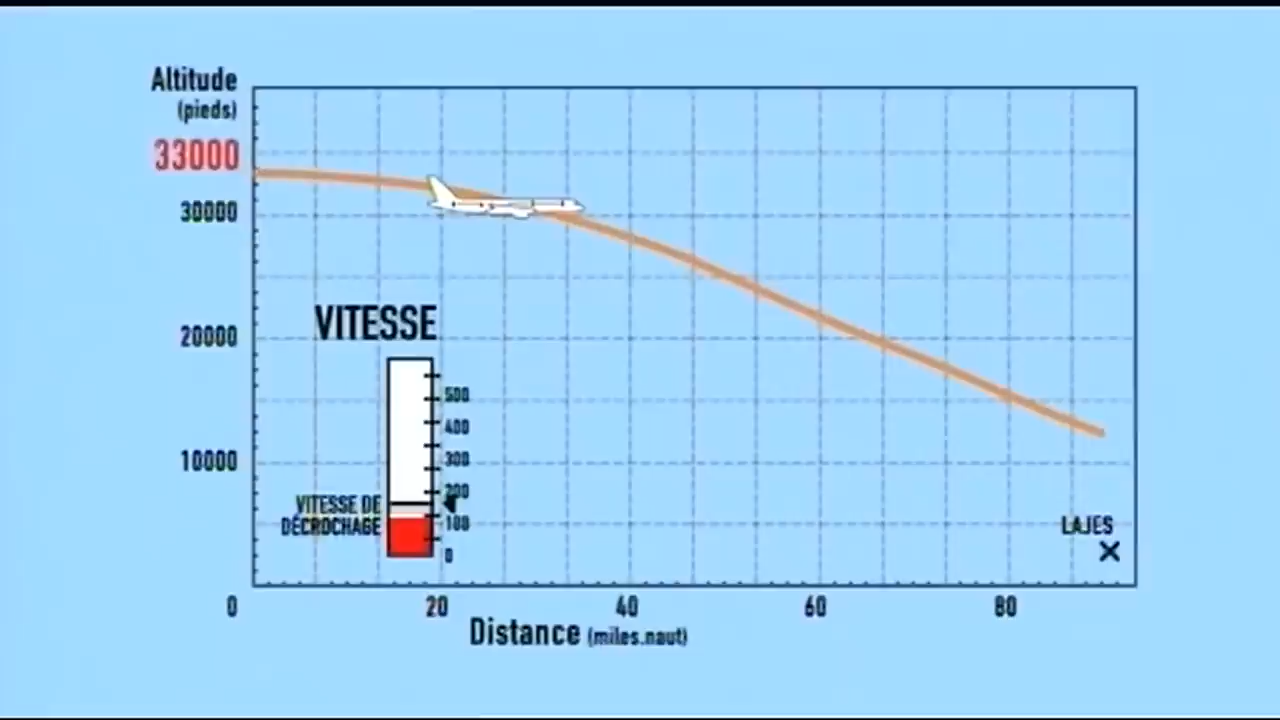 Altitude
(pieds)
33000
30000
20000
10000
VITESSE
500
400
300
200
100
0
VITESSE DE
DÉCROCHAGE
LAJES
0 20 40 60 80
Distance (miles.naut)